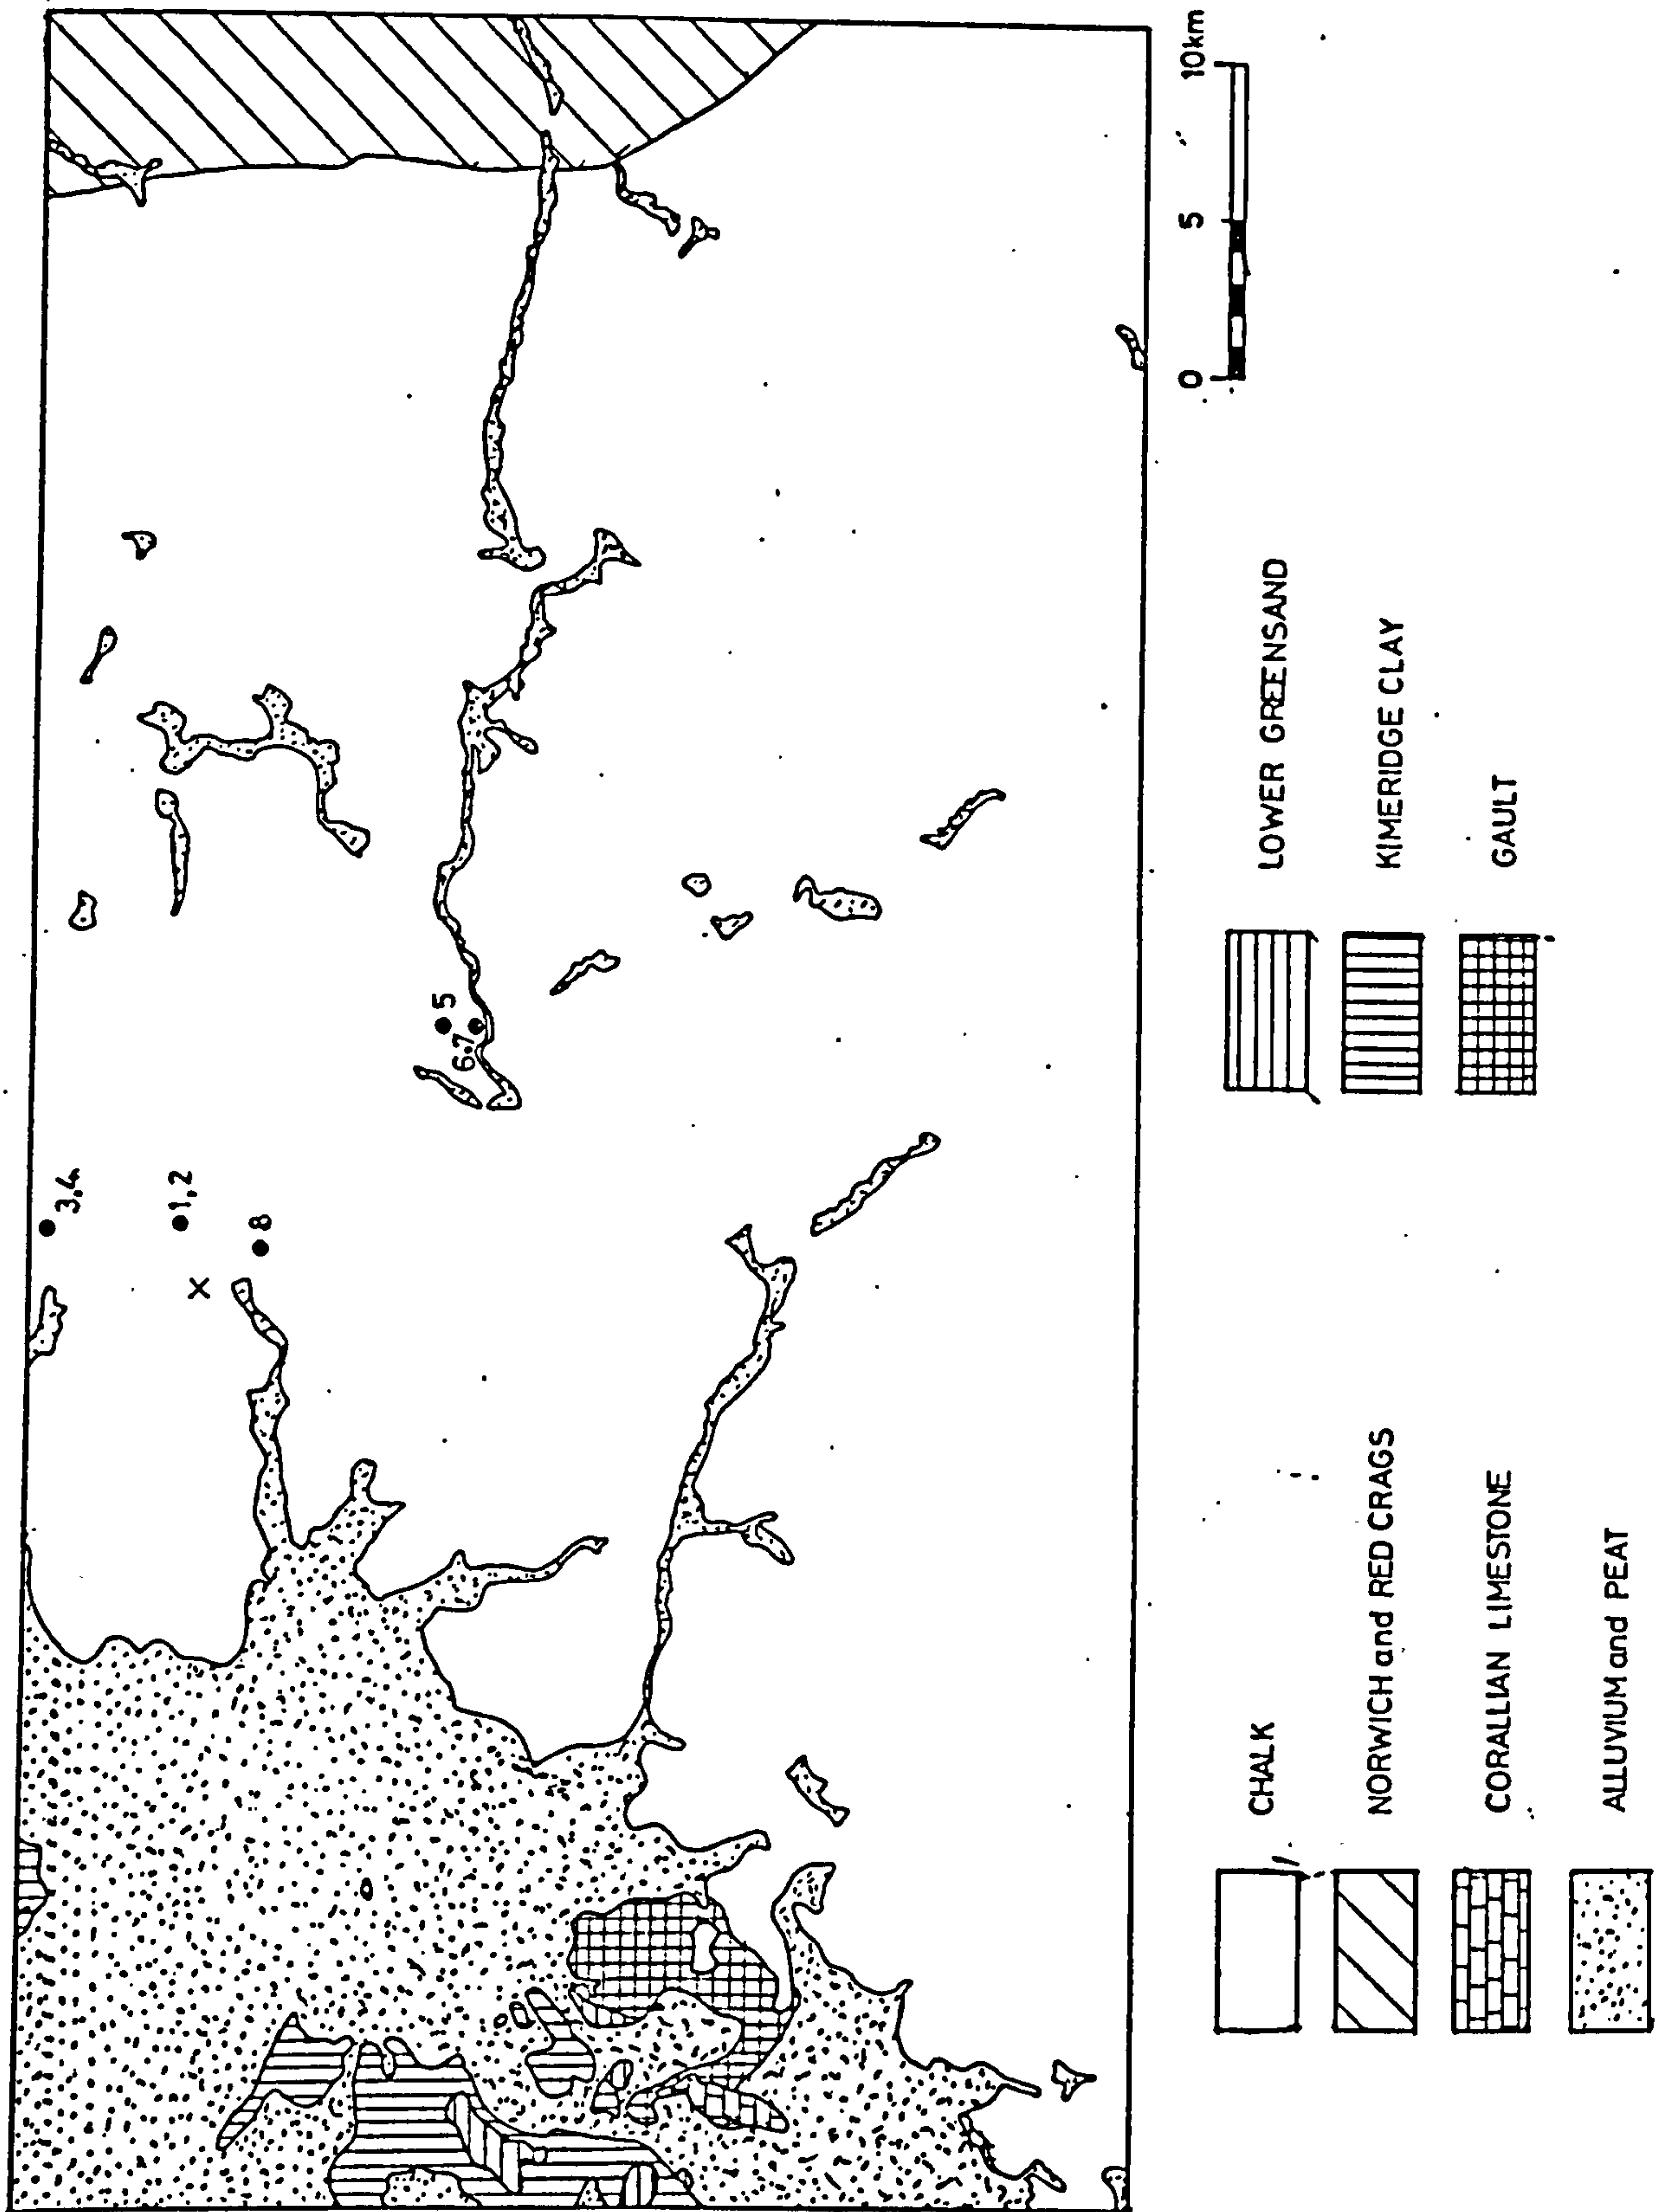 3,4
1,2
8
X
5
6,7
0 5 10km
CHALK
NORWICH and RED CRAGS
CORALLIAN LIMESTONE
ALLUVIUM and PEAT
LOWER GREENSAND
KIMERIDGE CLAY
GAULT